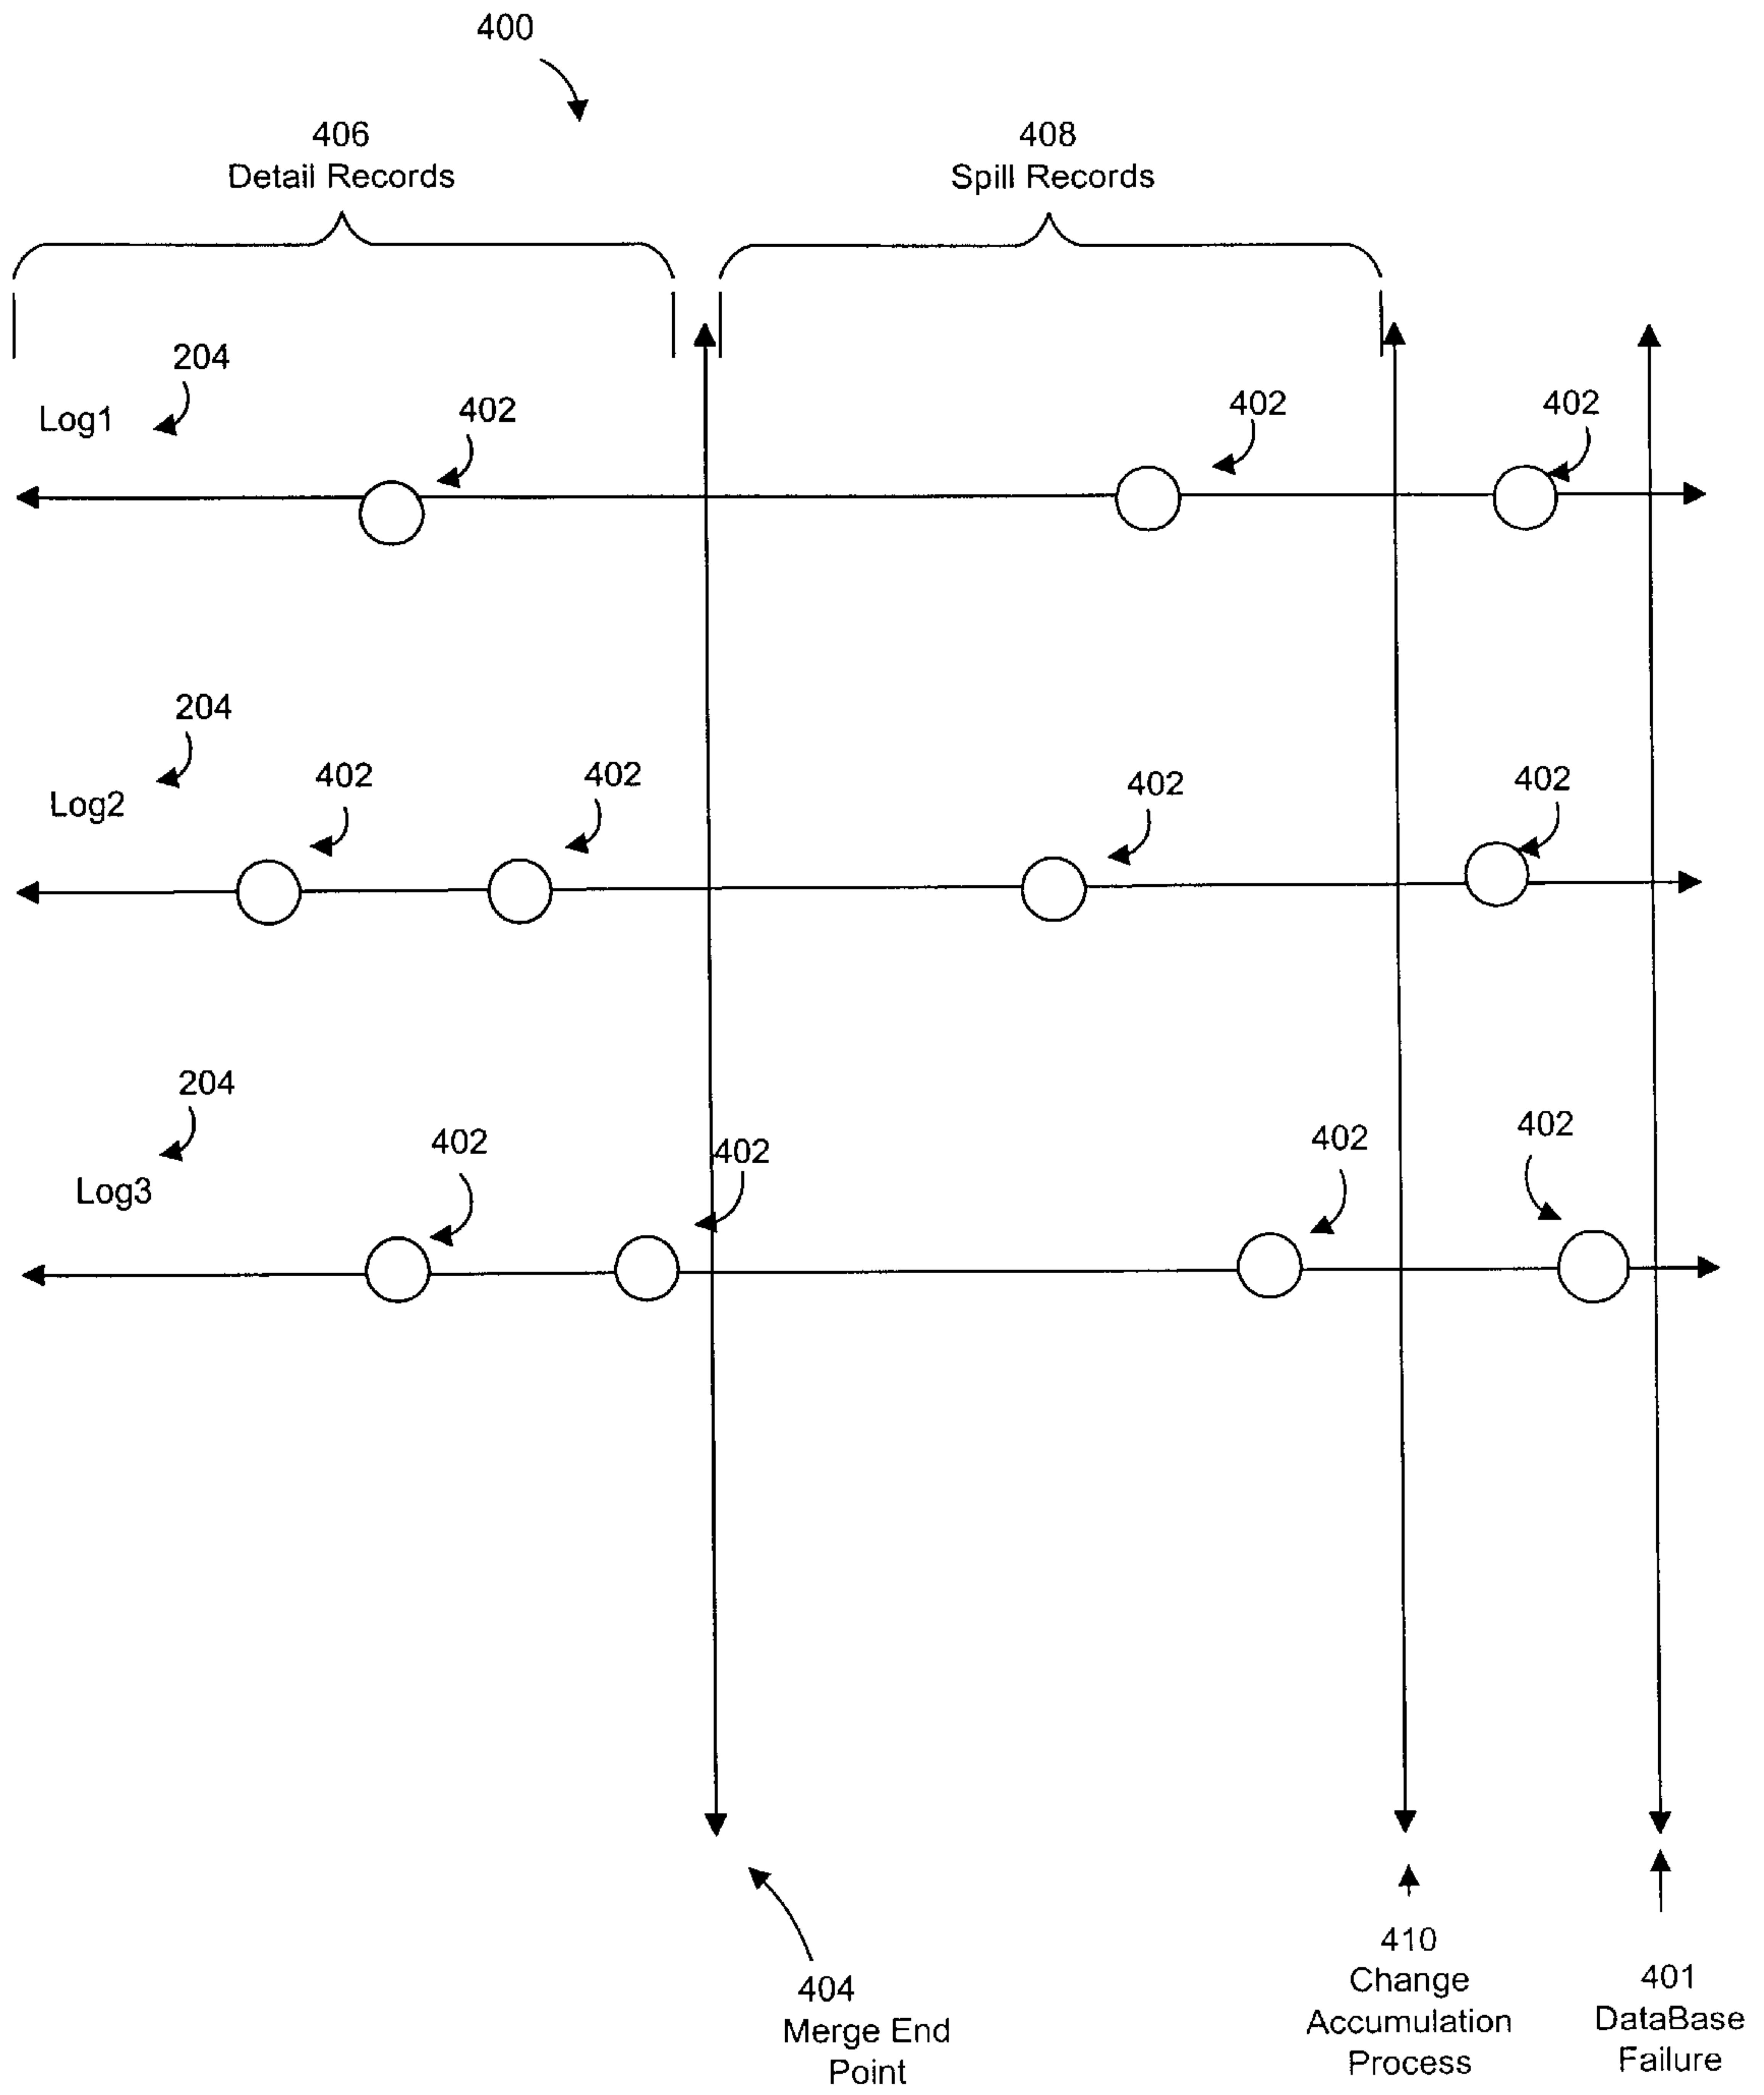 400
406
Detail Records
408
Spill Records
204
Log1
402
402
402
204
Log2
402
402
402
402
204
Log3
402
402
402
402
404
Merge End
Point
410
Change
Accumulation
Process
401
DataBase
Failure